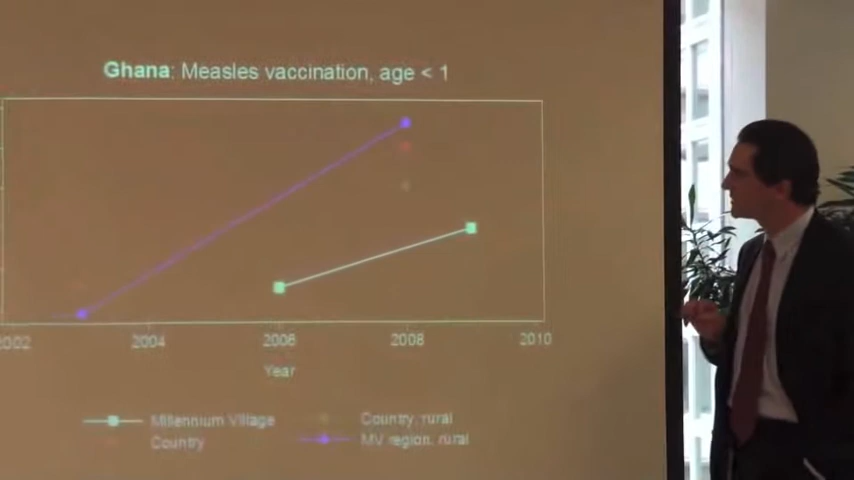 Ghana: Measles vaccination, age < 1
2002 2004 2006 2008 2010
Year
Millennium Village Country, rural
Country MV region, rural